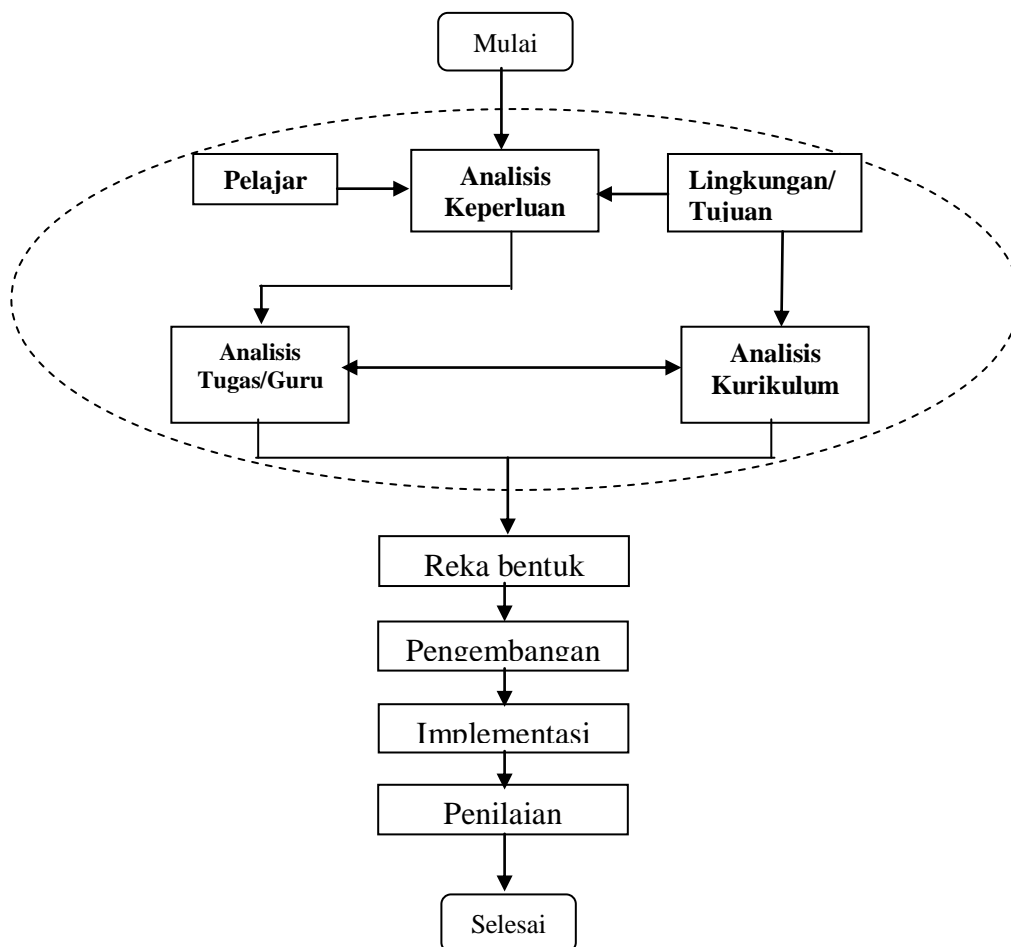 Mulai
Pelajar
Analisis
Keperluan
Lingkungan/
Tujuan
Analisis
Tugas/Guru
Analisis
Kurikulum
Reka bentuk
Pengembangan
Implementasi
Penilaian
Selesai